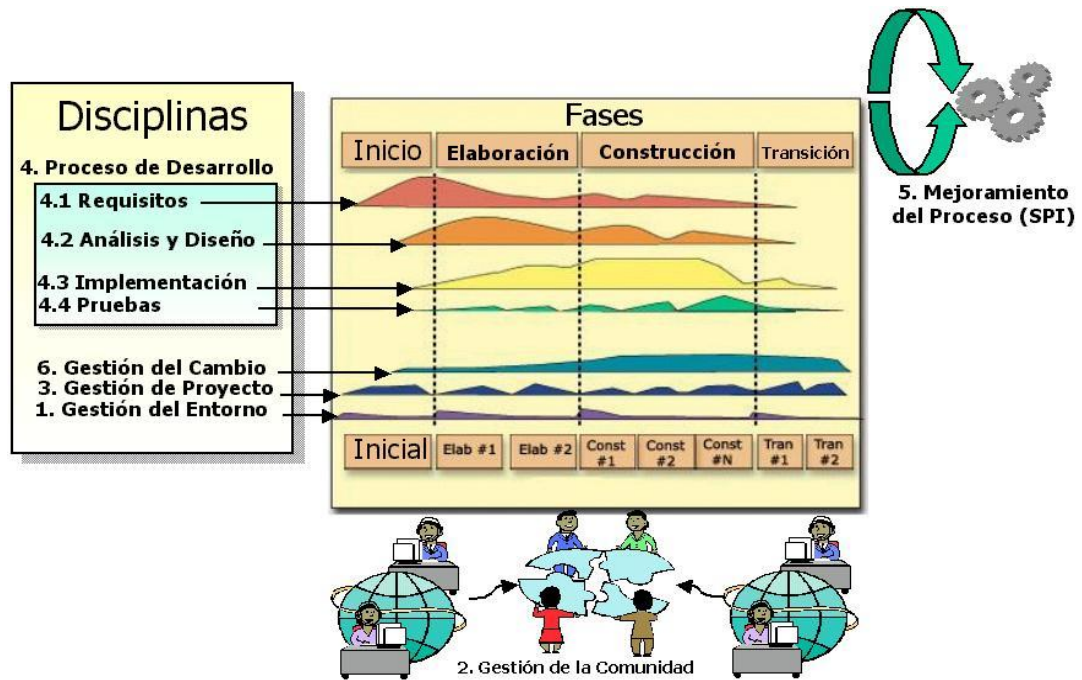 Disciplinas
4. Proceso de Desarrollo
4.1 Requisitos
4.2 Análisis y Diseño
4.3 Implementación
4.4 Pruebas
6. Gestión del Cambio
3. Gestión de Proyecto
1. Gestión del Entorno
Fases
Inicio Elaboración Construcción Transición
Inicial Elab #1 Elab #2 Const #1 Const #2 Const #N Tran #1 Tran #2
5. Mejoramiento
del Proceso (SPI)
2. Gestión de la Comunidad